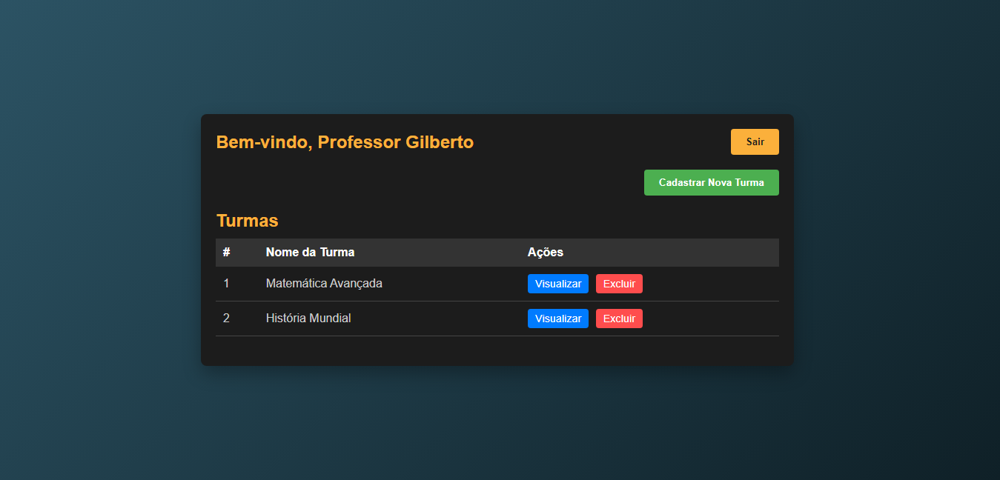 Bem-vindo, Professor Gilberto
Sair
Cadastrar Nova Turma
Turmas
# Nome da Turma Ações
1 Matemática Avançada Visualizar Excluir
2 História Mundial Visualizar Excluir